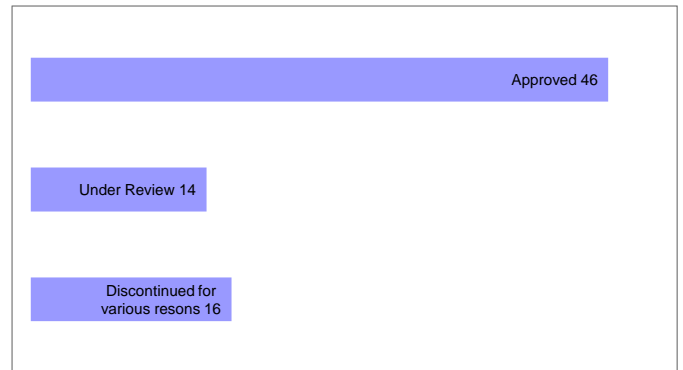 Approved 46
Under Review 14
Discontinued for
various resons 16